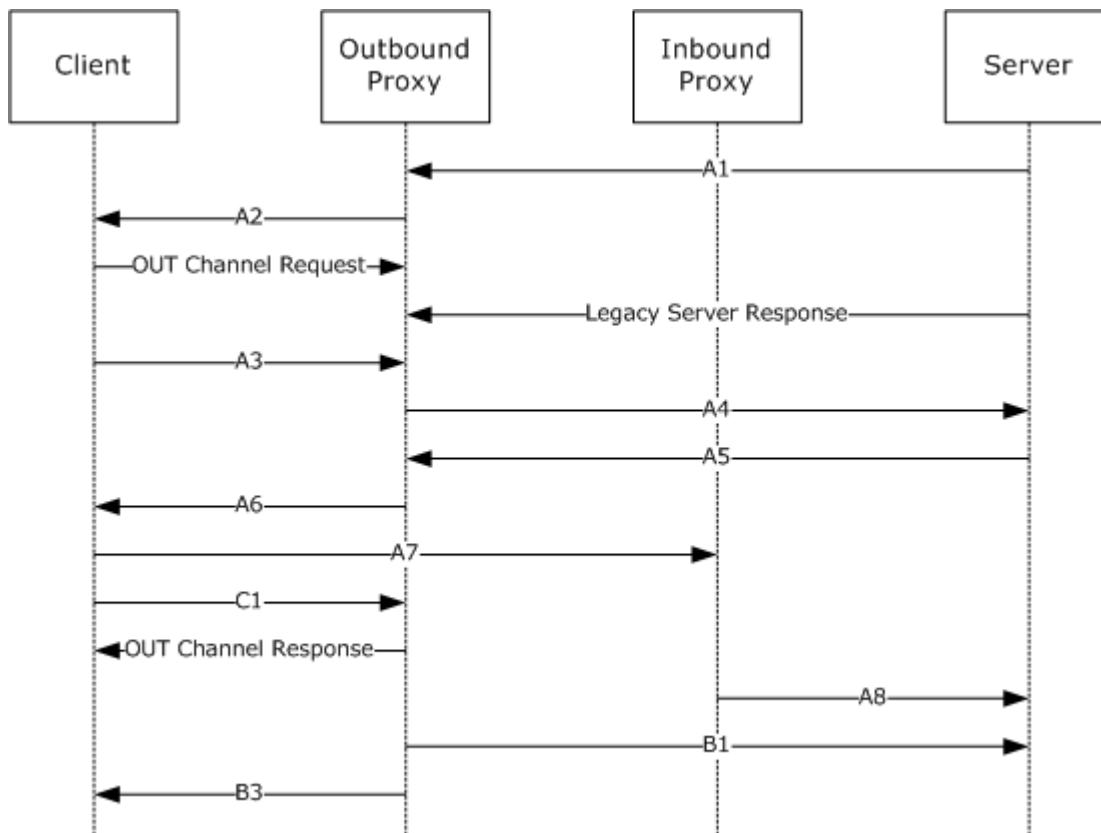 Client
Outbound
Proxy
Inbound
Proxy
Server
A1
A2
OUT Channel Request
Legacy Server Response
A3
A4
A5
A6
A7
C1
OUT Channel Response
A8
B1
B3